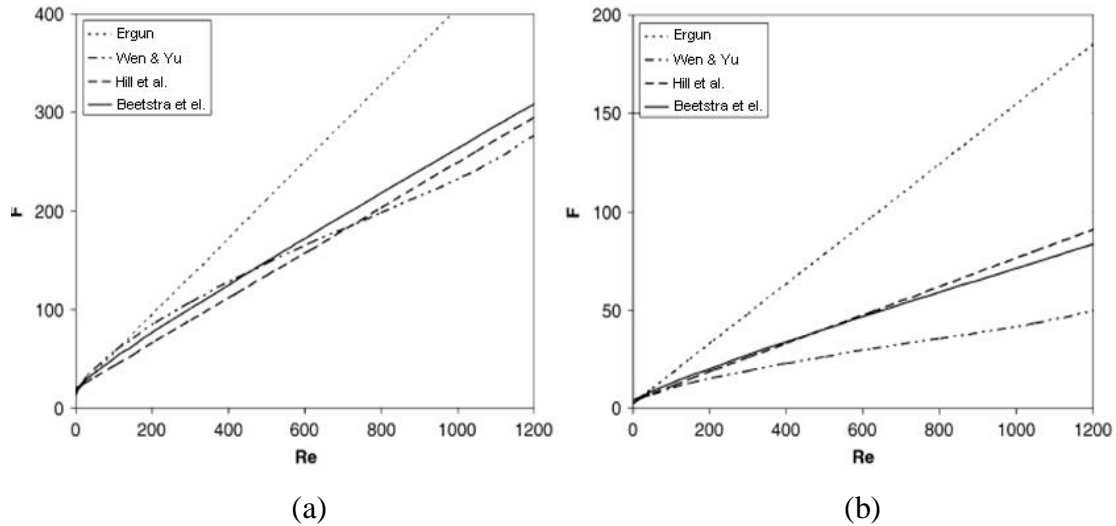 400
300
200
100
0
F
Ergun
Wen & Yu
Hill et al.
Beetstra et el.
0 200 400 600 800 1000 1200
Re
(a)
200
150
100
50
0
F
Ergun
Wen & Yu
Hill et al.
Beetstra et el.
0 200 400 600 800 1000 1200
Re
(b)